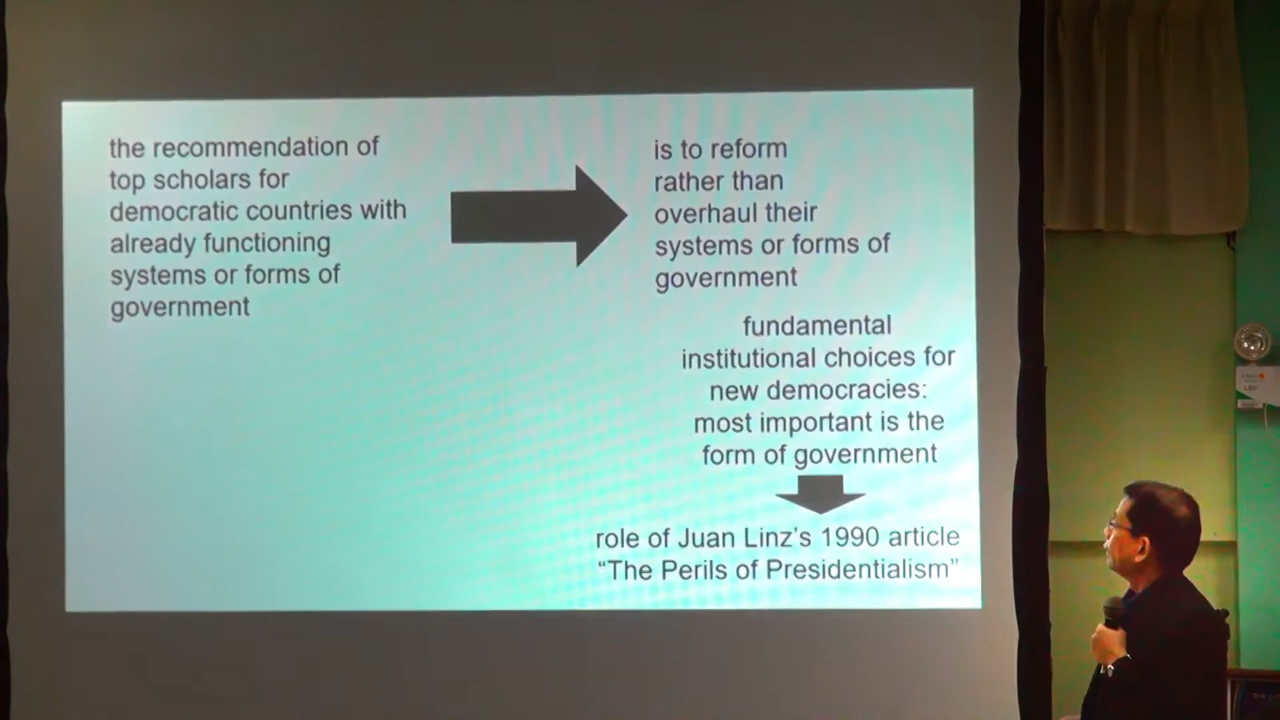 the recommendation of
top scholars for
democratic countries with
already functioning
systems or forms of
government
is to reform
rather than
overhaul their
systems or forms of
government
fundamental
institutional choices for
new democracies:
most important is the
form of government
role of Juan Linz’s 1990 article
“The Perils of Presidentialism”